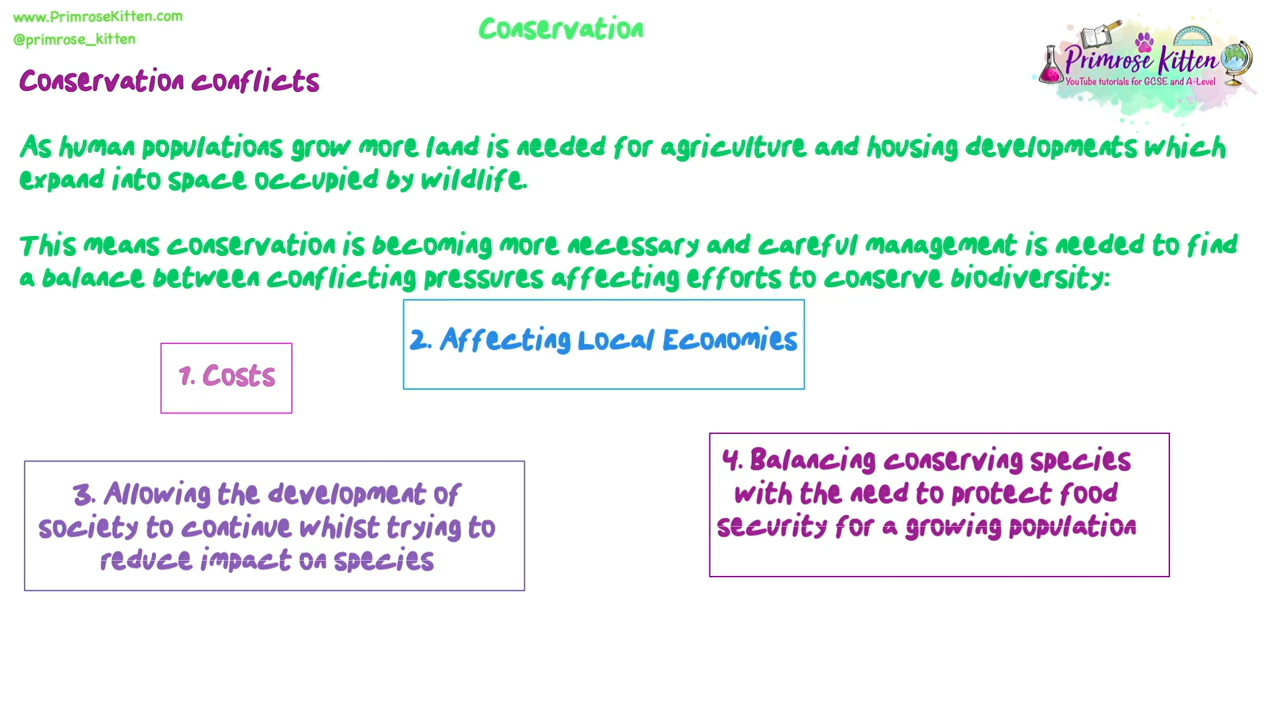 www.PrimroseKitten.com
@primrose_kitten
Conservation
Primrose Kitten
YouTube tutorials for GCSE and A-Level
Conservation conflicts
As human populations grow more land is needed for agriculture and housing developments which
expand into space occupied by wildlife.
This means conservation is becoming more necessary and careful management is needed to find
a balance between conflicting pressures affecting efforts to conserve biodiversity:
2. Affecting Local Economies
1. Costs
3. Allowing the development of
society to continue whilst trying to
reduce impact on species
4. Balancing conserving species
with the need to protect food
security for a growing population